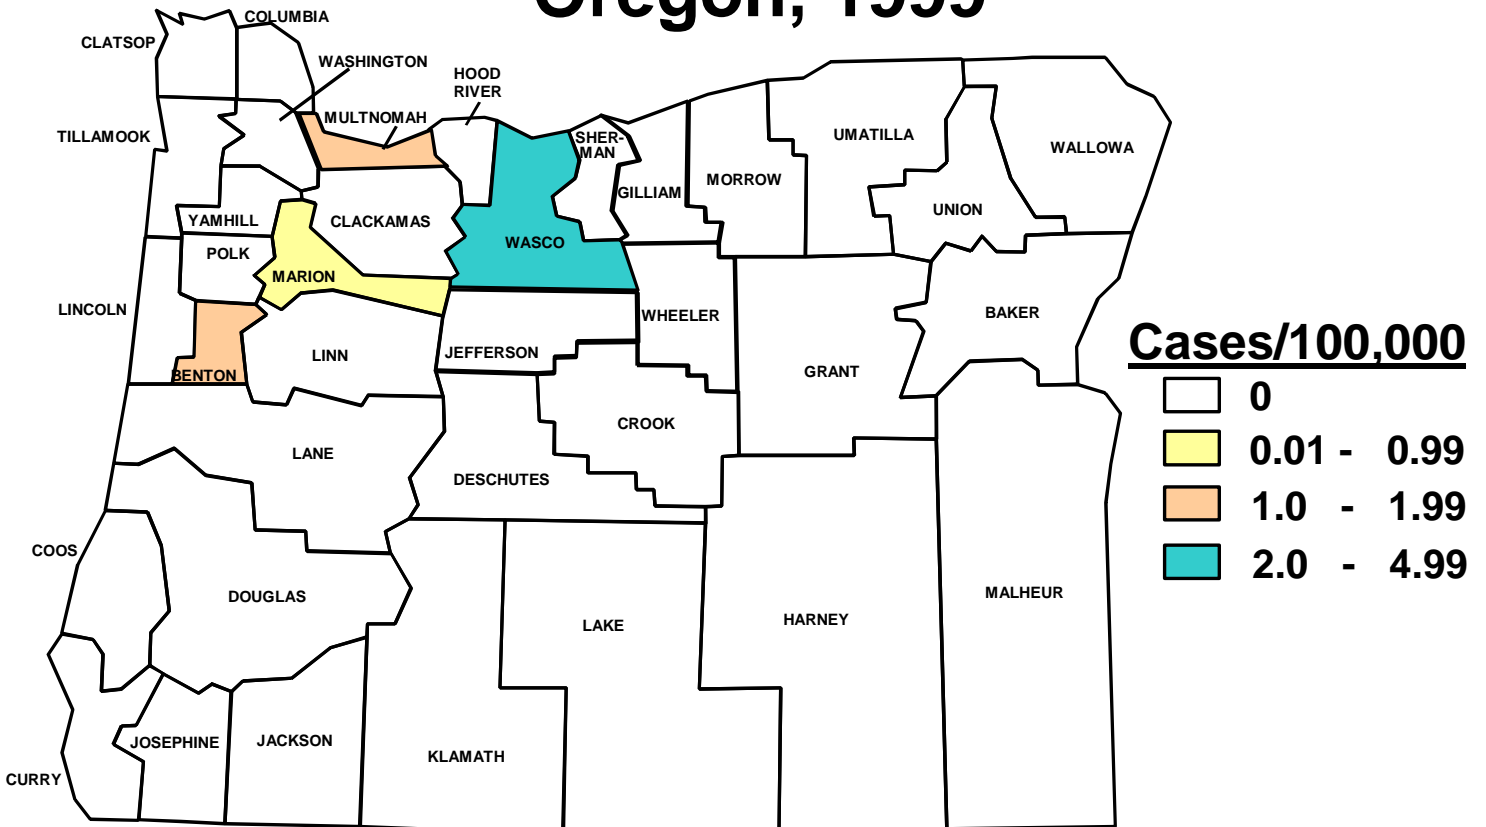 Oregon, 1999
COLUMBIA
CLATSOP
WASHINGTON
HOOD
RIVER
MULTNOMAH
TILLAMOOK
SHER-
MAN
UMATILLA
WALLOWA
GILLIAM
MORROW
YAMHILL
CLACKAMAS
UNION
WASCO
POLK
MARION
LINCOLN
WHEELER
BAKER
JEFFERSON
LINN
BENTON
GRANT
CROOK
LANE
DESCHUTES
COOS
DOUGLAS
LAKE
HARNEY
MALHEUR
JOSEPHINE
JACKSON
KLAMATH
CURRY
Cases/100,000
0
0.01 - 0.99
1.0 - 1.99
2.0 - 4.99